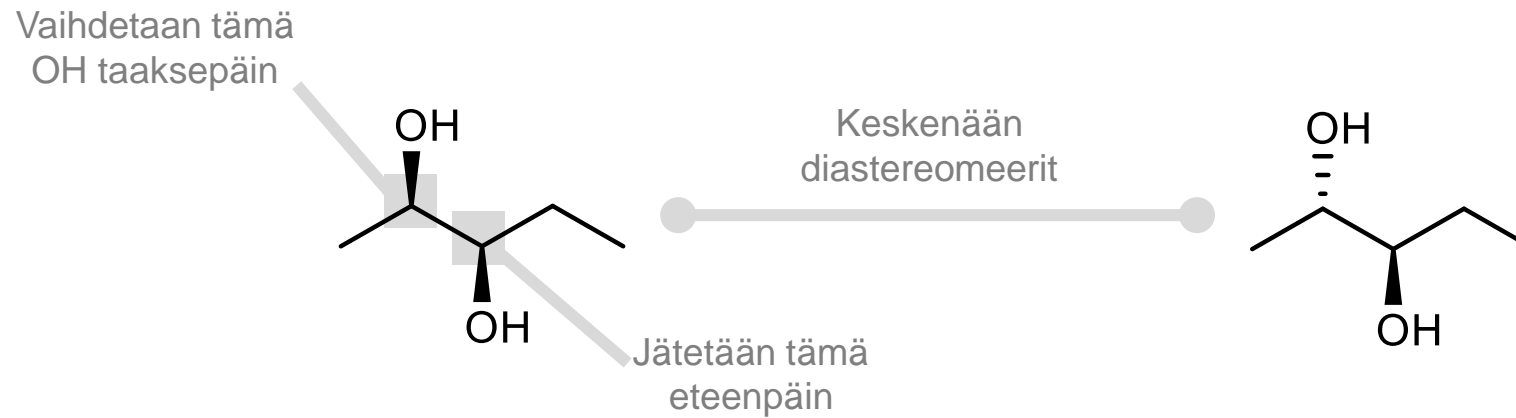 Vaihdetaan tämä
OH taaksepäin
OH
OH
Jätetään tämä
eteenpäin
Keskenään
diastereomeerit
OH
OH